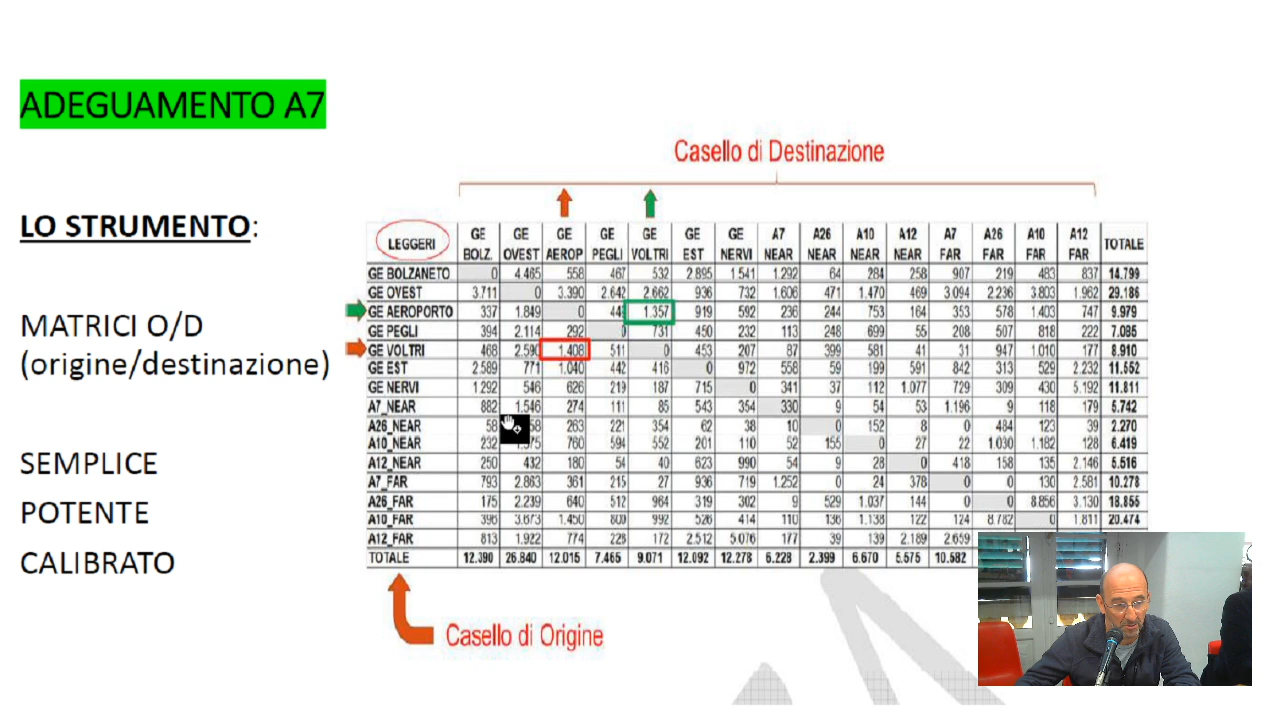 ADEGUAMENTO A7
Casello di Destinazione
LO STRUMENTO:
MATRICI O/D
(origine/destinazione)
SEMPLICE
POTENTE
CALIBRATO
LEGGERI GE BOLZ. GE OVEST GE AEROP GE PEGLI GE VOLTRI GE EST GE NERVI A7 NEAR A26 NEAR A10 NEAR A12 NEAR A7 FAR A26 FAR A10 FAR A12 FAR TOTALE
GE BOLZANETO 0 4.465 558 467 532 2.895 1.541 1.292 64 284 258 907 219 483 837 14.799
GE OVEST 3.711 0 3.390 2.642 2.662 936 732 1.606 471 1.470 469 3.094 2.236 3.803 1.962 29.186
GE AEROPORTO 337 1.849 0 1.357 919 592 236 244 753 164 353 578 1.403 747 9.979
GE PEGLI 394 2.114 292 0 731 450 232 113 248 699 55 208 507 818 222 7.085
GE VOLTRI 468 2.590 1.408 511 0 453 207 87 399 581 41 31 947 1.010 177 8.910
GE EST 2.589 771 1.040 442 416 0 972 558 59 199 591 842 313 529 2.232 11.552
GE NERVI 1.292 546 626 219 187 715 0 341 37 112 1.077 729 309 430 5.192 11.811
A7_NEAR 882 1.546 274 111 85 543 354 330 9 54 53 1.196 9 118 179 5.742
A26_NEAR 58 263 221 354 62 38 10 0 152 8 0 484 123 39 2.270
A10_NEAR 232 760 594 552 201 110 52 155 0 27 22 1.030 1.182 128 6.419
A12_NEAR 250 432 180 54 40 623 990 54 9 28 0 418 158 135 2.146 5.516
A7_FAR 793 2.863 361 215 27 936 719 1.252 0 24 378 0 0 130 2.581 10.278
A26_FAR 175 2.239 640 512 964 319 302 9 529 1.037 144 0 0 8.856 3.130 18.855
A10_FAR 396 3.673 1.450 800 992 526 414 110 136 1.138 122 124 8.782 0 1.811 20.474
A12_FAR 813 1.922 774 228 172 2.512 5.076 177 39 139 2.189 2.659
TOTALE 12.390 26.840 12.015 7.465 9.071 12.092 12.278 6.228 2.399 6.670 5.575 10.582
Casello di Origine